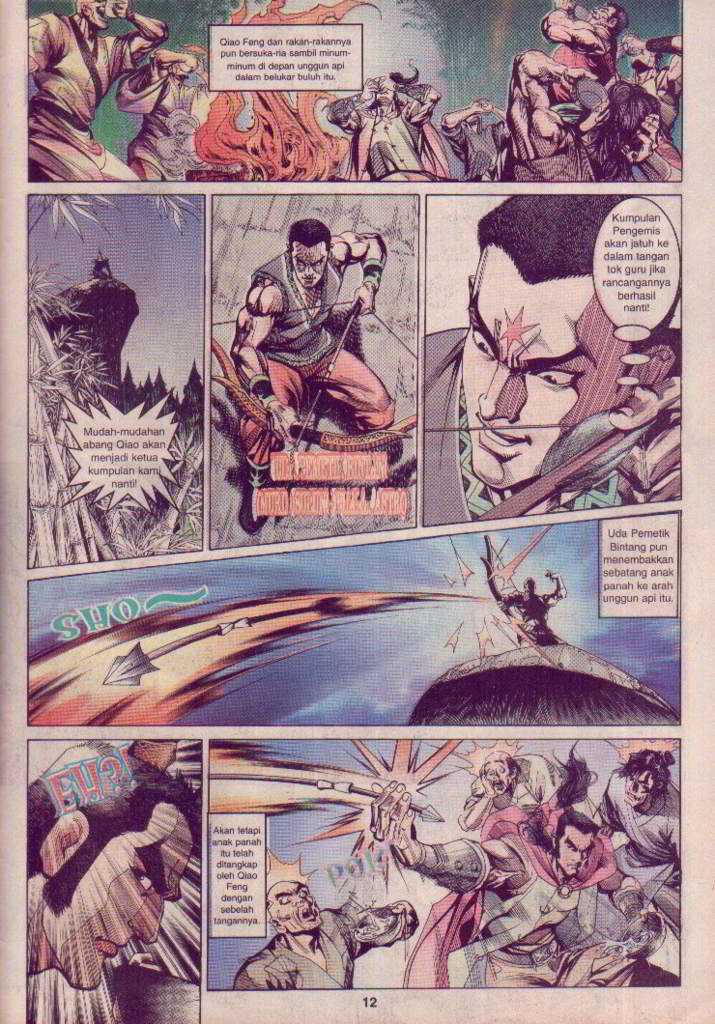 Qiao Feng dan rakan-rakannya
pun bersuka-ria sambil minum-
minum di depan unggun api
dalam belukar buluh itu.
Mudah-mudahan
abang Qiao akan
menjadi ketua
kumpulan kami
nanti!
Kumpulan
Pengemis
akan jatuh ke
dalam tangan
tok guru jika
rancangannya
berhasil
nanti!
Uda Pemetik
Bintang pun
menembakkan
sebatang anak
panah ke arah
unggun api itu.
SHO~
EH?!
Akan tetapi
anak panah
itu telah
ditangkap
oleh Qiao
Feng
dengan
sebelah
tangannya.
POK!
12